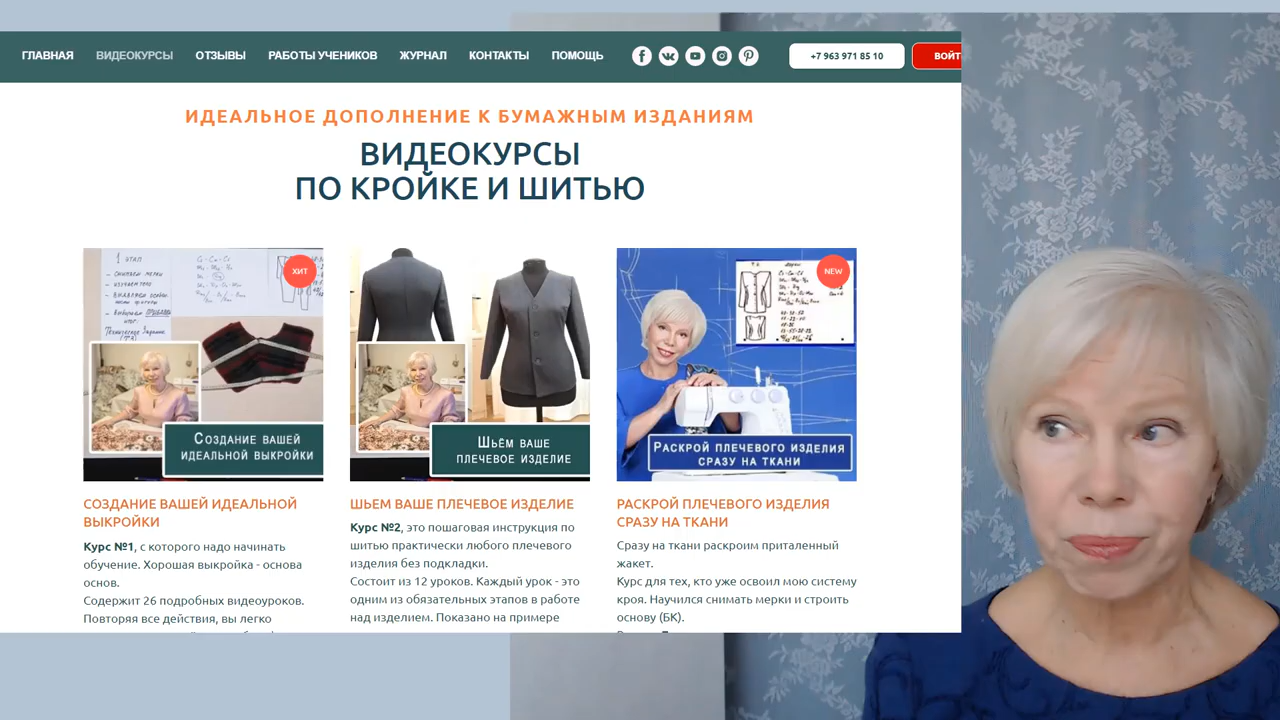 ГЛАВНАЯ ВИДЕОКУРСЫ ОТЗЫВЫ РАБОТЫ УЧЕНИКОВ ЖУРНАЛ КОНТАКТЫ ПОМОЩЬ +7 963 971 85 10
ИДЕАЛЬНОЕ ДОПОЛНЕНИЕ К БУМАЖНЫМ ИЗДАНИЯМ
ВИДЕОКУРСЫ
ПО КРОЙКЕ И ШИТЬЮ
1 ЭТАП
ХИТ
NEW
Создание вашей
идеальной выкройки
Шьём ваше
плечевое изделие
Раскрой плечевого изделия
сразу на ткани
СОЗДАНИЕ ВАШЕЙ ИДЕАЛЬНОЙ
ВЫКРОЙКИ
Курс №1, с которого надо начинать
обучение. Хорошая выкройка - основа
основ.
Содержит 26 подробных видеоуроков.
Повторяя все действия, вы легко
ШЬЕМ ВАШЕ ПЛЕЧЕВОЕ ИЗДЕЛИЕ
Курс №2, это пошаговая инструкция по
шитью практически любого плечевого
изделия без подкладки.
Состоит из 12 уроков. Каждый урок - это
одним из обязательных этапов в работе
над изделием. Показано на примере
РАСКРОЙ ПЛЕЧЕВОГО ИЗДЕЛИЯ
СРАЗУ НА ТКАНИ
Сразу на ткани раскроим приталенный
жакет.
Курс для тех, кто уже освоил мою систему
кроя. Научился снимать мерки и строить
основу (БК).